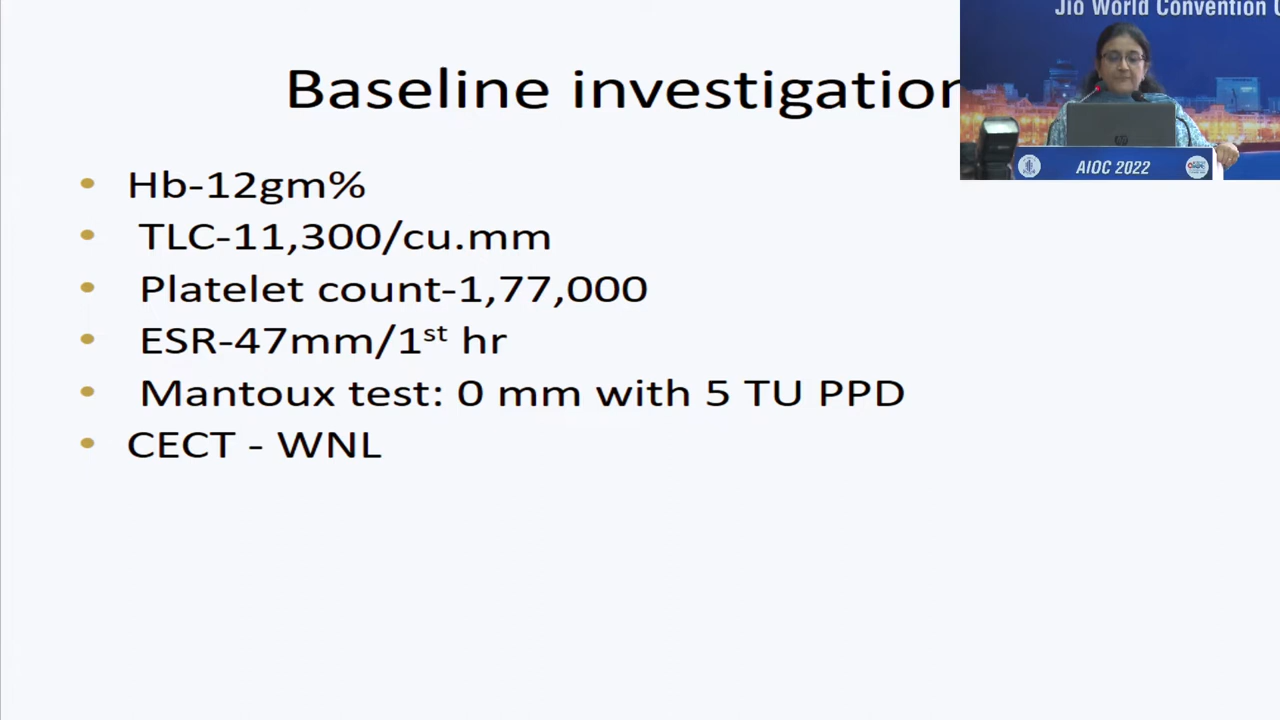 Jio World Convention
Baseline investigation
• Hb-12gm%
• TLC-11,300/cu.mm
• Platelet count-1,77,000
• ESR-47mm/1st hr
• Mantoux test: 0 mm with 5 TU PPD
• CECT - WNL
AIOC 2022
hp